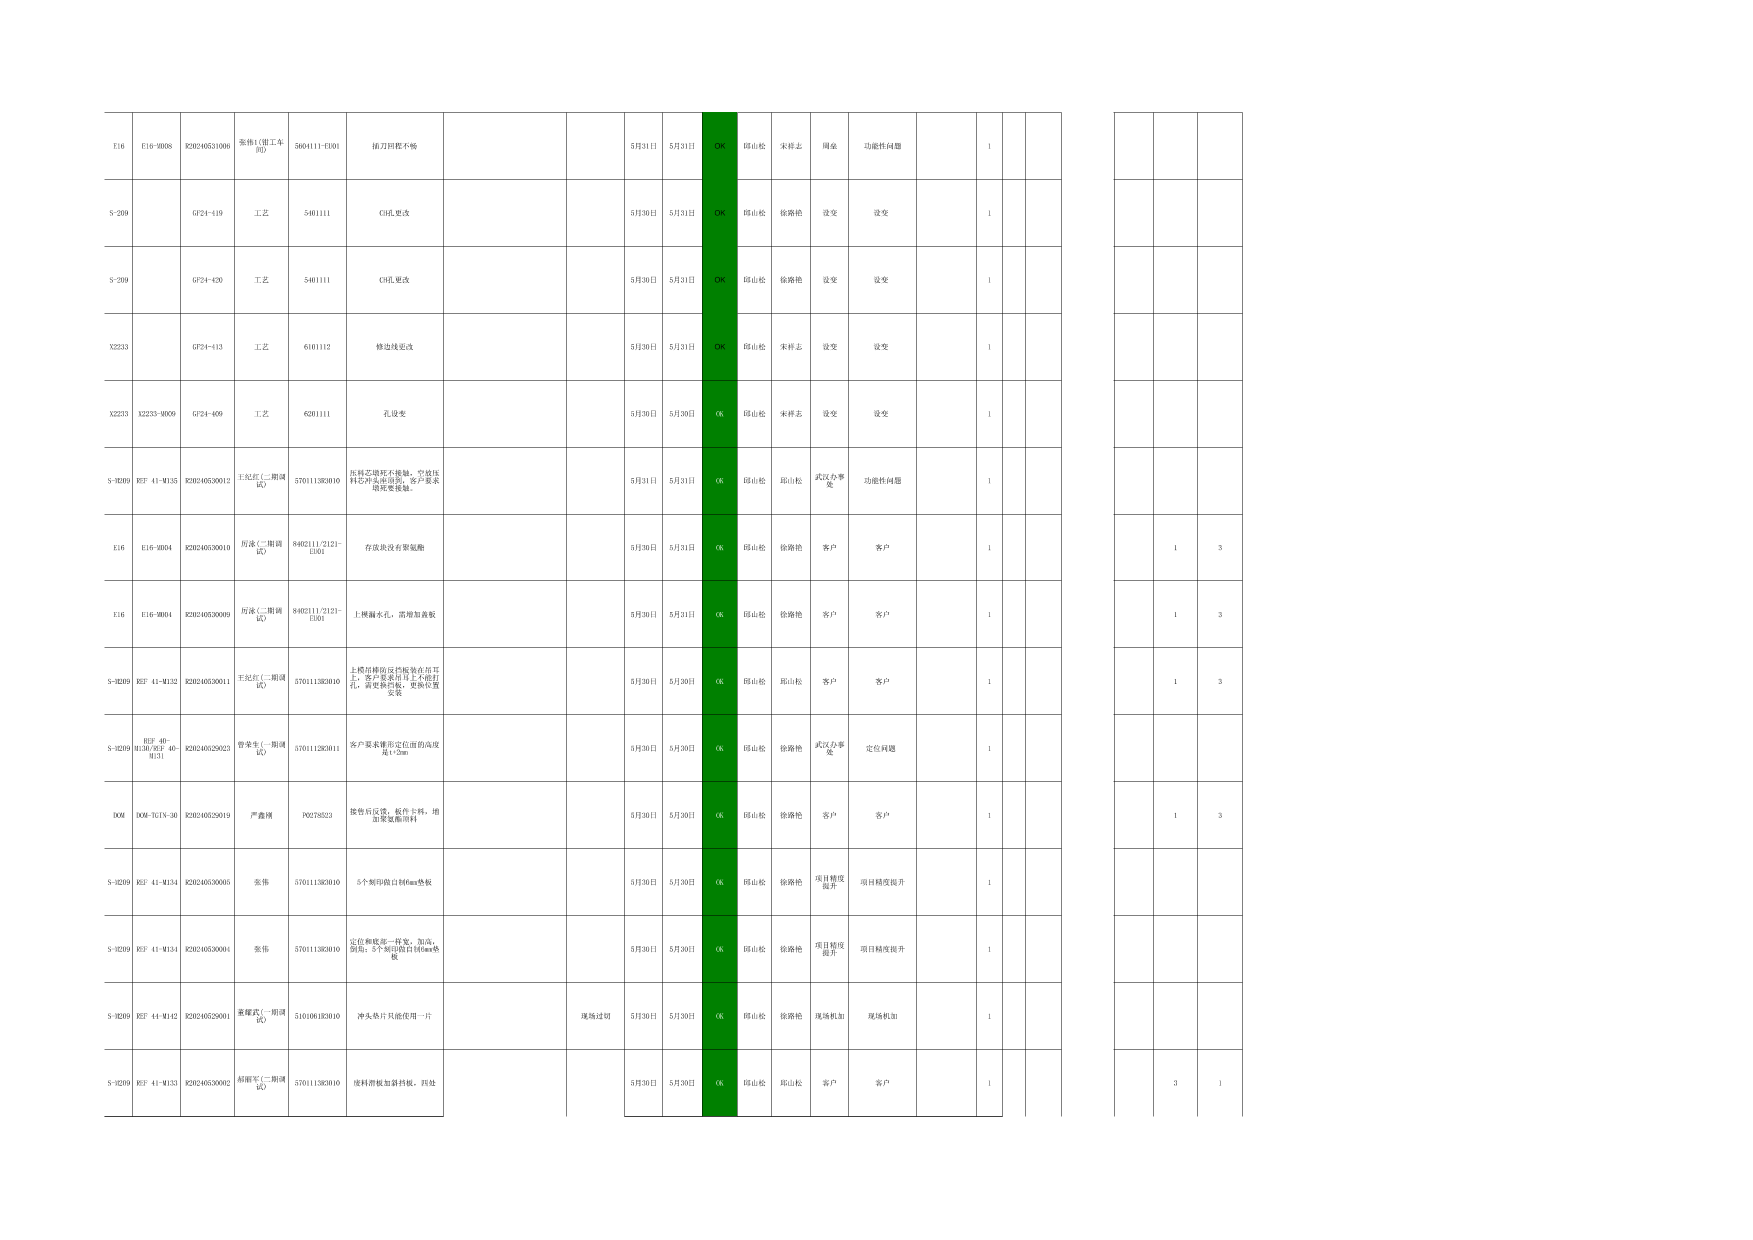 E16 E16-M008 R20240531006 张伟1(钳工车间) 5604111-EU01 插刀回程不畅 5月31日 5月31日 OK 邱山松 宋祥志 周垒 功能性问题 1
S-209 GF24-419 工艺 5401111 CH孔更改 5月30日 5月31日 OK 邱山松 徐路艳 设变 设变 1
S-209 GF24-420 工艺 5401111 CH孔更改 5月30日 5月31日 OK 邱山松 徐路艳 设变 设变 1
X2233 GF24-413 工艺 6101112 修边线更改 5月30日 5月31日 OK 邱山松 宋祥志 设变 设变 1
X2233 X2233-M009 GF24-409 工艺 6201111 孔设变 5月30日 5月30日 OK 邱山松 宋祥志 设变 设变 1
S-H209 REF 41-M135 R20240530012 王纪红(二期调试) 5701113R3010 压料芯墩死不接触,空放压料芯冲头座顶到,客户要求墩死要接触。 5月31日 5月31日 OK 邱山松 邱山松 武汉办事处 功能性问题 1
E16 E16-M004 R20240530010 厉泳(二期调试) 8402111/2121-EU01 存放块没有聚氨酯 5月30日 5月31日 OK 邱山松 徐路艳 客户 客户 1 1 3
E16 E16-M004 R20240530009 厉泳(二期调试) 8402111/2121-EU01 上模漏水孔,需增加盖板 5月30日 5月31日 OK 邱山松 徐路艳 客户 客户 1 1 3
S-H209 REF 41-M132 R20240530011 王纪红(二期调试) 5701113R3010 上模吊棒防反挡板装在吊耳上,客户要求吊耳上不能打孔,需更换挡板,更换位置安装 5月30日 5月30日 OK 邱山松 邱山松 客户 客户 1 1 3
S-H209 REF 40-M130/REF 40-M131 R20240529023 曾荣生(一期调试) 5701112R3011 客户要求锥形定位面的高度是t+2mm 5月30日 5月30日 OK 邱山松 徐路艳 武汉办事处 定位问题 1
DOM DOM-TGTN-30 R20240529019 严鑫刚 P0278523 接售后反馈,板件卡料,增加聚氨酯顶料 5月30日 5月30日 OK 邱山松 徐路艳 客户 客户 1 1 3
S-H209 REF 41-M134 R20240530005 张伟 5701113R3010 5个刻印做自制6mm垫板 5月30日 5月30日 OK 邱山松 徐路艳 项目精度提升 项目精度提升 1
S-H209 REF 41-M134 R20240530004 张伟 5701113R3010 定位和底部一样宽,加高,倒角;5个刻印做自制6mm垫板 5月30日 5月30日 OK 邱山松 徐路艳 项目精度提升 项目精度提升 1
S-H209 REF 44-M142 R20240529001 董耀武(一期调试) 510106R3010 冲头垫片只能使用一片 现场过切 5月30日 5月30日 OK 邱山松 徐路艳 现场机加 现场机加 1
S-H209 REF 41-M133 R20240530002 郝丽军(二期调试) 5701113R3010 废料滑板加斜挡板,四处 5月30日 5月30日 OK 邱山松 邱山松 客户 客户 1 3 1